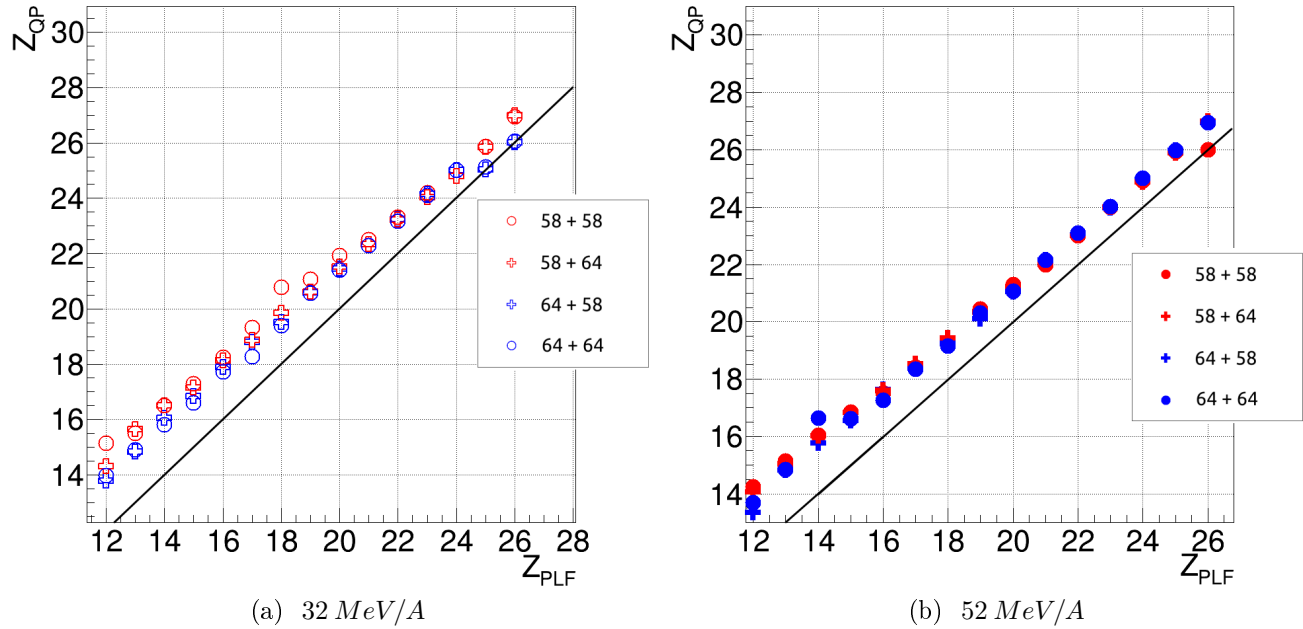 Z_QP
30
28
26
24
22
20
18
16
14
12 14 16 18 20 22 24 26 28
Z_PLF
58 + 58
58 + 64
64 + 58
64 + 64
(a) 32 MeV/A
Z_QP
30
28
26
24
22
20
18
16
14
12 14 16 18 20 22 24 26
Z_PLF
58 + 58
58 + 64
64 + 58
64 + 64
(b) 52 MeV/A